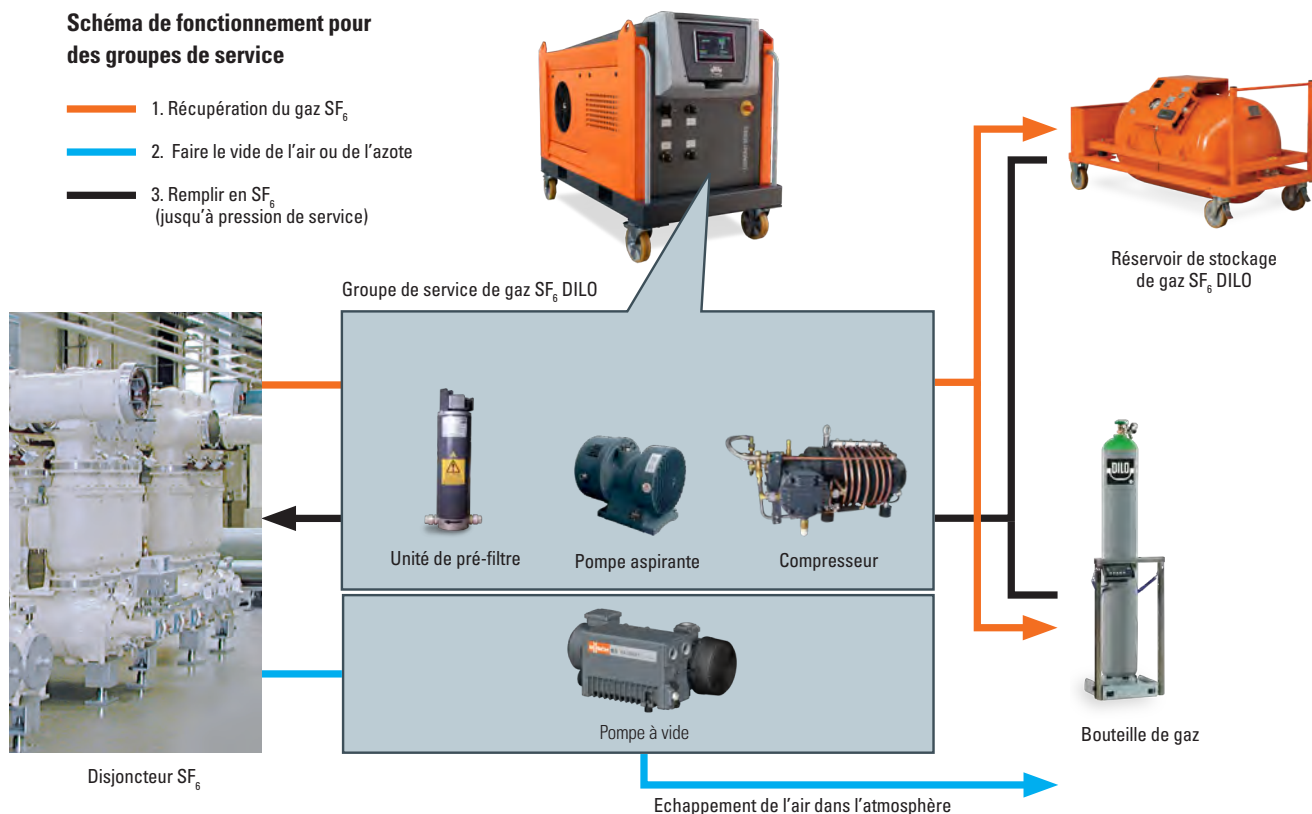 Schéma de fonctionnement pour
des groupes de service
1. Récupération du gaz SF₆
2. Faire le vide de l'air ou de l'azote
3. Remplir en SF₆
(jusqu'à pression de service)
Groupe de service de gaz SF₆ DILO
Réservoir de stockage
de gaz SF₆ DILO
Unité de pré-filtre
Pompe aspirante
Compresseur
DILO
Pompe à vide
Bouteille de gaz
Disjoncteur SF₆
Echappement de l'air dans l'atmosphère